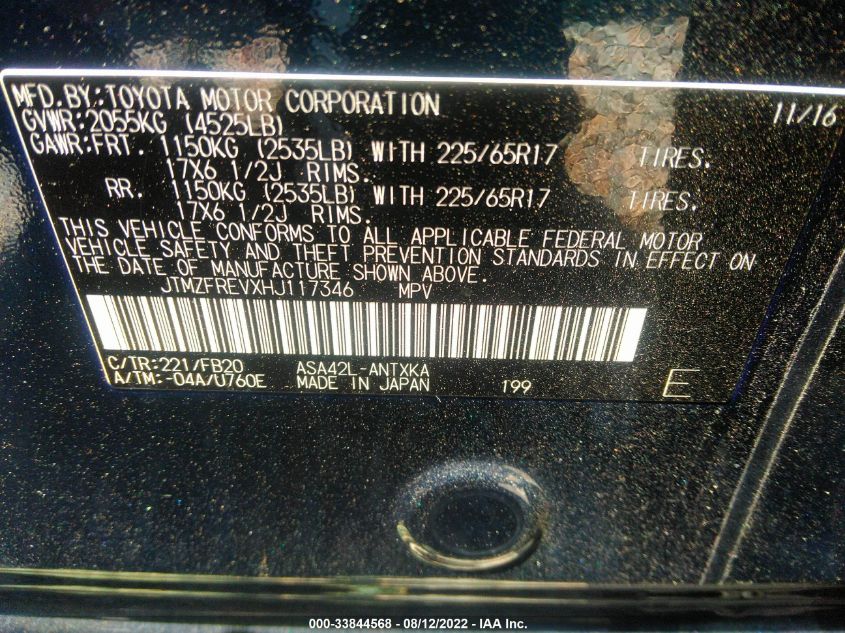 MFD.BY:TOYOTA MOTOR CORPORATION 11/16
GVWR:2055KG (4525LB)
GAWR:FRT. 1150KG (2535LB) WITH 225/65R17 TIRES.
17X6 1/2J RIMS.
RR. 1150KG (2535LB) WITH 225/65R17 TIRES.
17X6 1/2J RIMS.
THIS VEHICLE CONFORMS TO ALL APPLICABLE FEDERAL MOTOR
VEHICLE SAFETY AND THEFT PREVENTION STANDARDS IN EFFECT ON
THE DATE OF MANUFACTURE SHOWN ABOVE.
JTMZFREVXHJ117346 MPV
C/TR:221/FB20 ASA42L-ANTXKA
A/TM:-04A/U760E MADE IN JAPAN 199 E
000-33844568 - 08/12/2022 - IAA Inc.